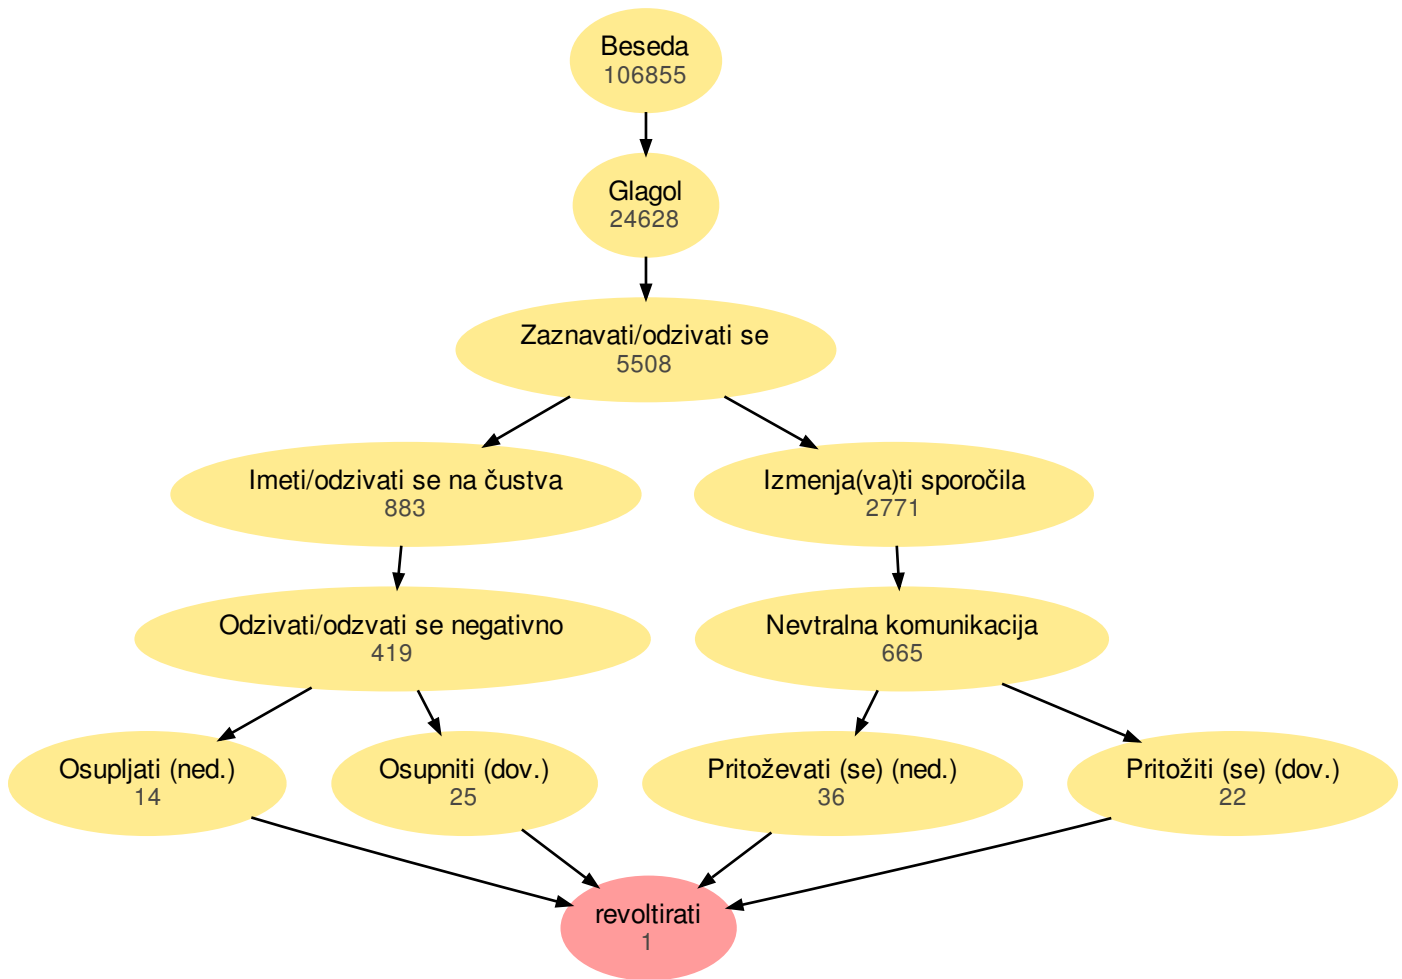 Beseda
106855
Glagol
24628
Zaznavati/odzivati se
5508
Imeti/odzivati se na čustva
883
Izmenja(va)ti sporočila
2771
Odzivati/odzvati se negativno
419
Nevtralna komunikacija
665
Osupljati (ned.)
14
Osupniti (dov.)
25
Pritoževati (se) (ned.)
36
Pritožiti (se) (dov.)
22
revoltirati
1